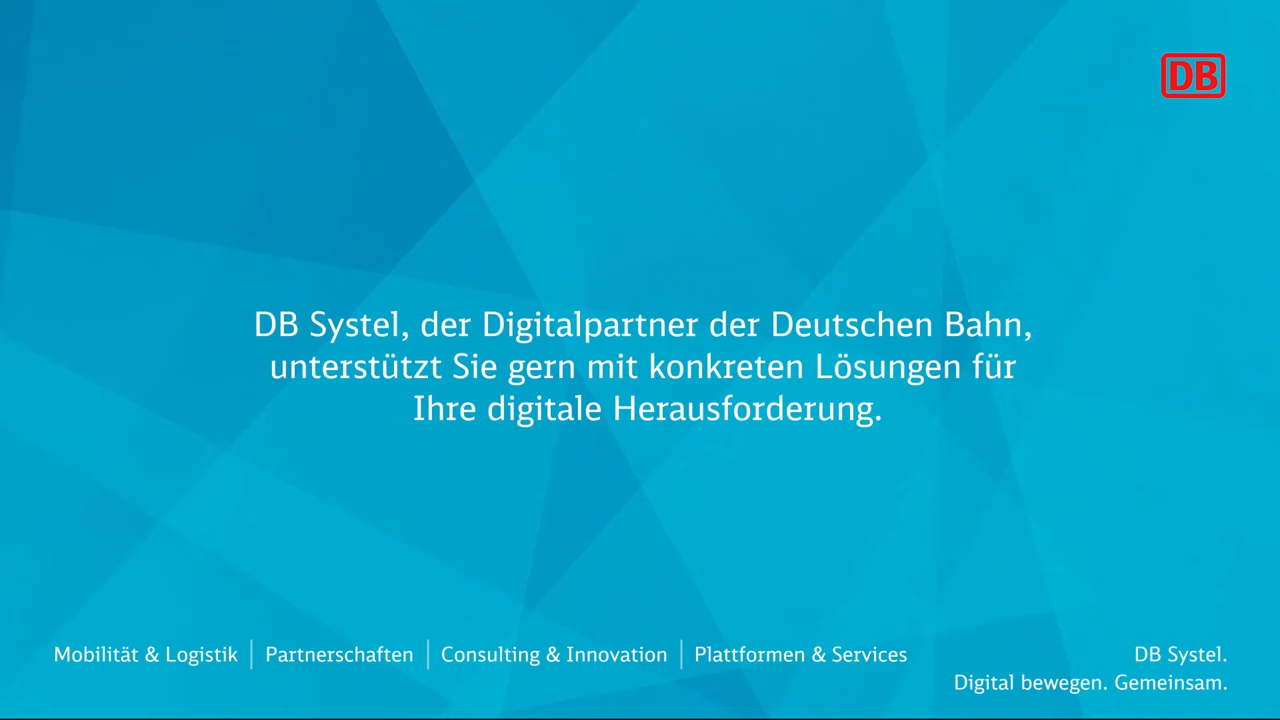 DB
DB Systel, der Digitalpartner der Deutschen Bahn,
unterstützt Sie gern mit konkreten Lösungen für
Ihre digitale Herausforderung.
Mobilität & Logistik | Partnerschaften | Consulting & Innovation | Plattformen & Services
DB Systel.
Digital bewegen. Gemeinsam.